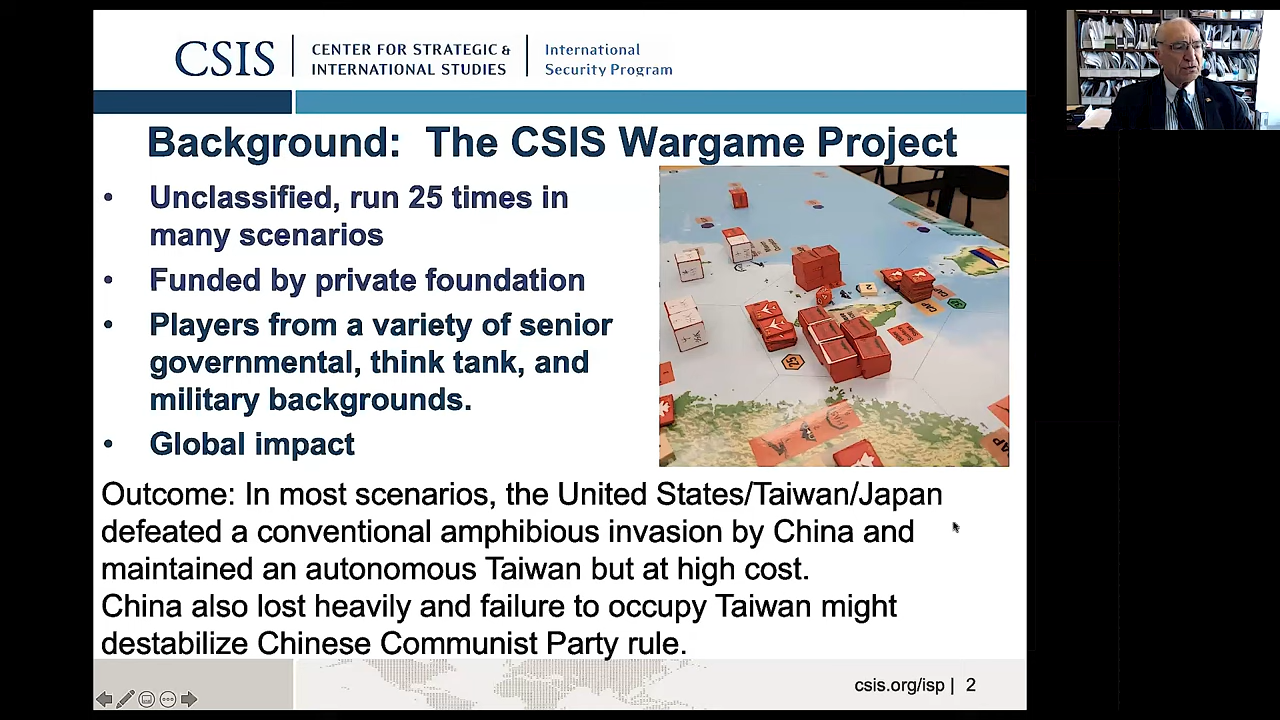 CSIS
CENTER FOR STRATEGIC &
INTERNATIONAL STUDIES
International
Security Program
Background: The CSIS Wargame Project
• Unclassified, run 25 times in
many scenarios
• Funded by private foundation
• Players from a variety of senior
governmental, think tank, and
military backgrounds.
• Global impact
CAP
CAP
25
CAP
Outcome: In most scenarios, the United States/Taiwan/Japan
defeated a conventional amphibious invasion by China and
maintained an autonomous Taiwan but at high cost.
China also lost heavily and failure to occupy Taiwan might
destabilize Chinese Communist Party rule.
csis.org/isp | 2